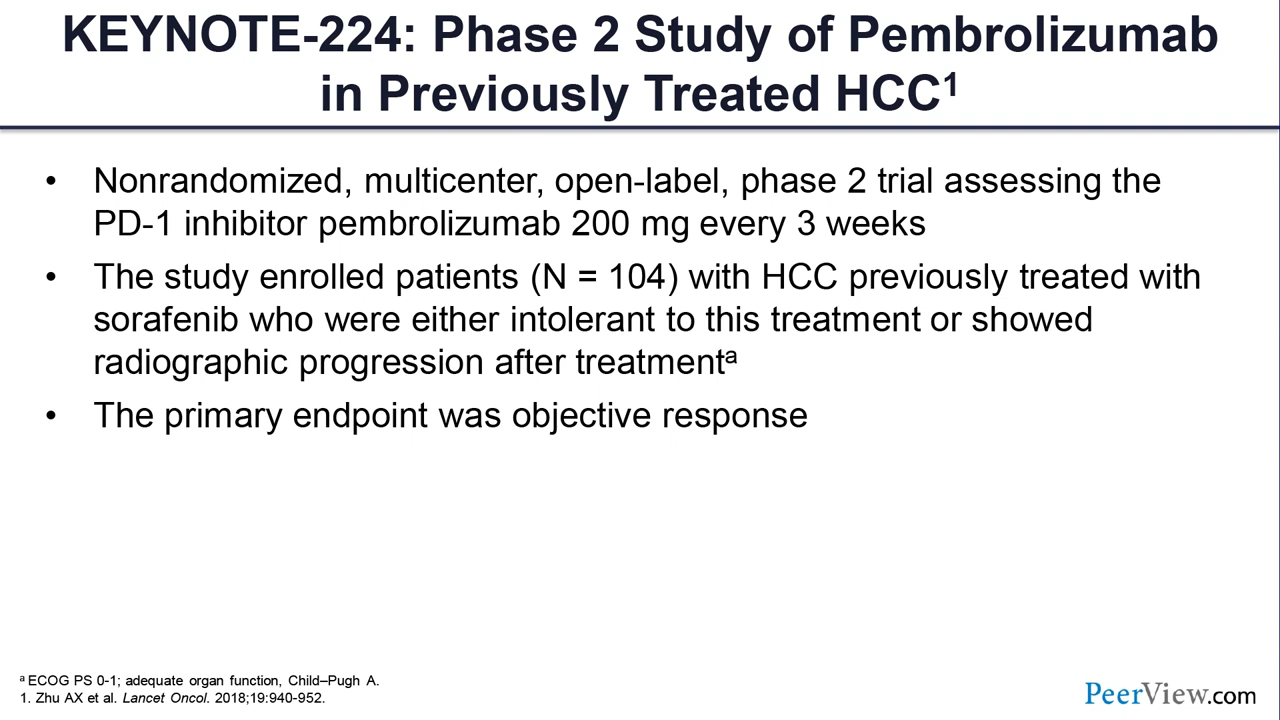 KEYNOTE-224: Phase 2 Study of Pembrolizumab
in Previously Treated HCC¹
• Nonrandomized, multicenter, open-label, phase 2 trial assessing the
PD-1 inhibitor pembrolizumab 200 mg every 3 weeks
• The study enrolled patients (N = 104) with HCC previously treated with
sorafenib who were either intolerant to this treatment or showed
radiographic progression after treatmentᵃ
• The primary endpoint was objective response
ᵃ ECOG PS 0-1; adequate organ function, Child–Pugh A.
1. Zhu AX et al. Lancet Oncol. 2018;19:940-952.
PeerView.com